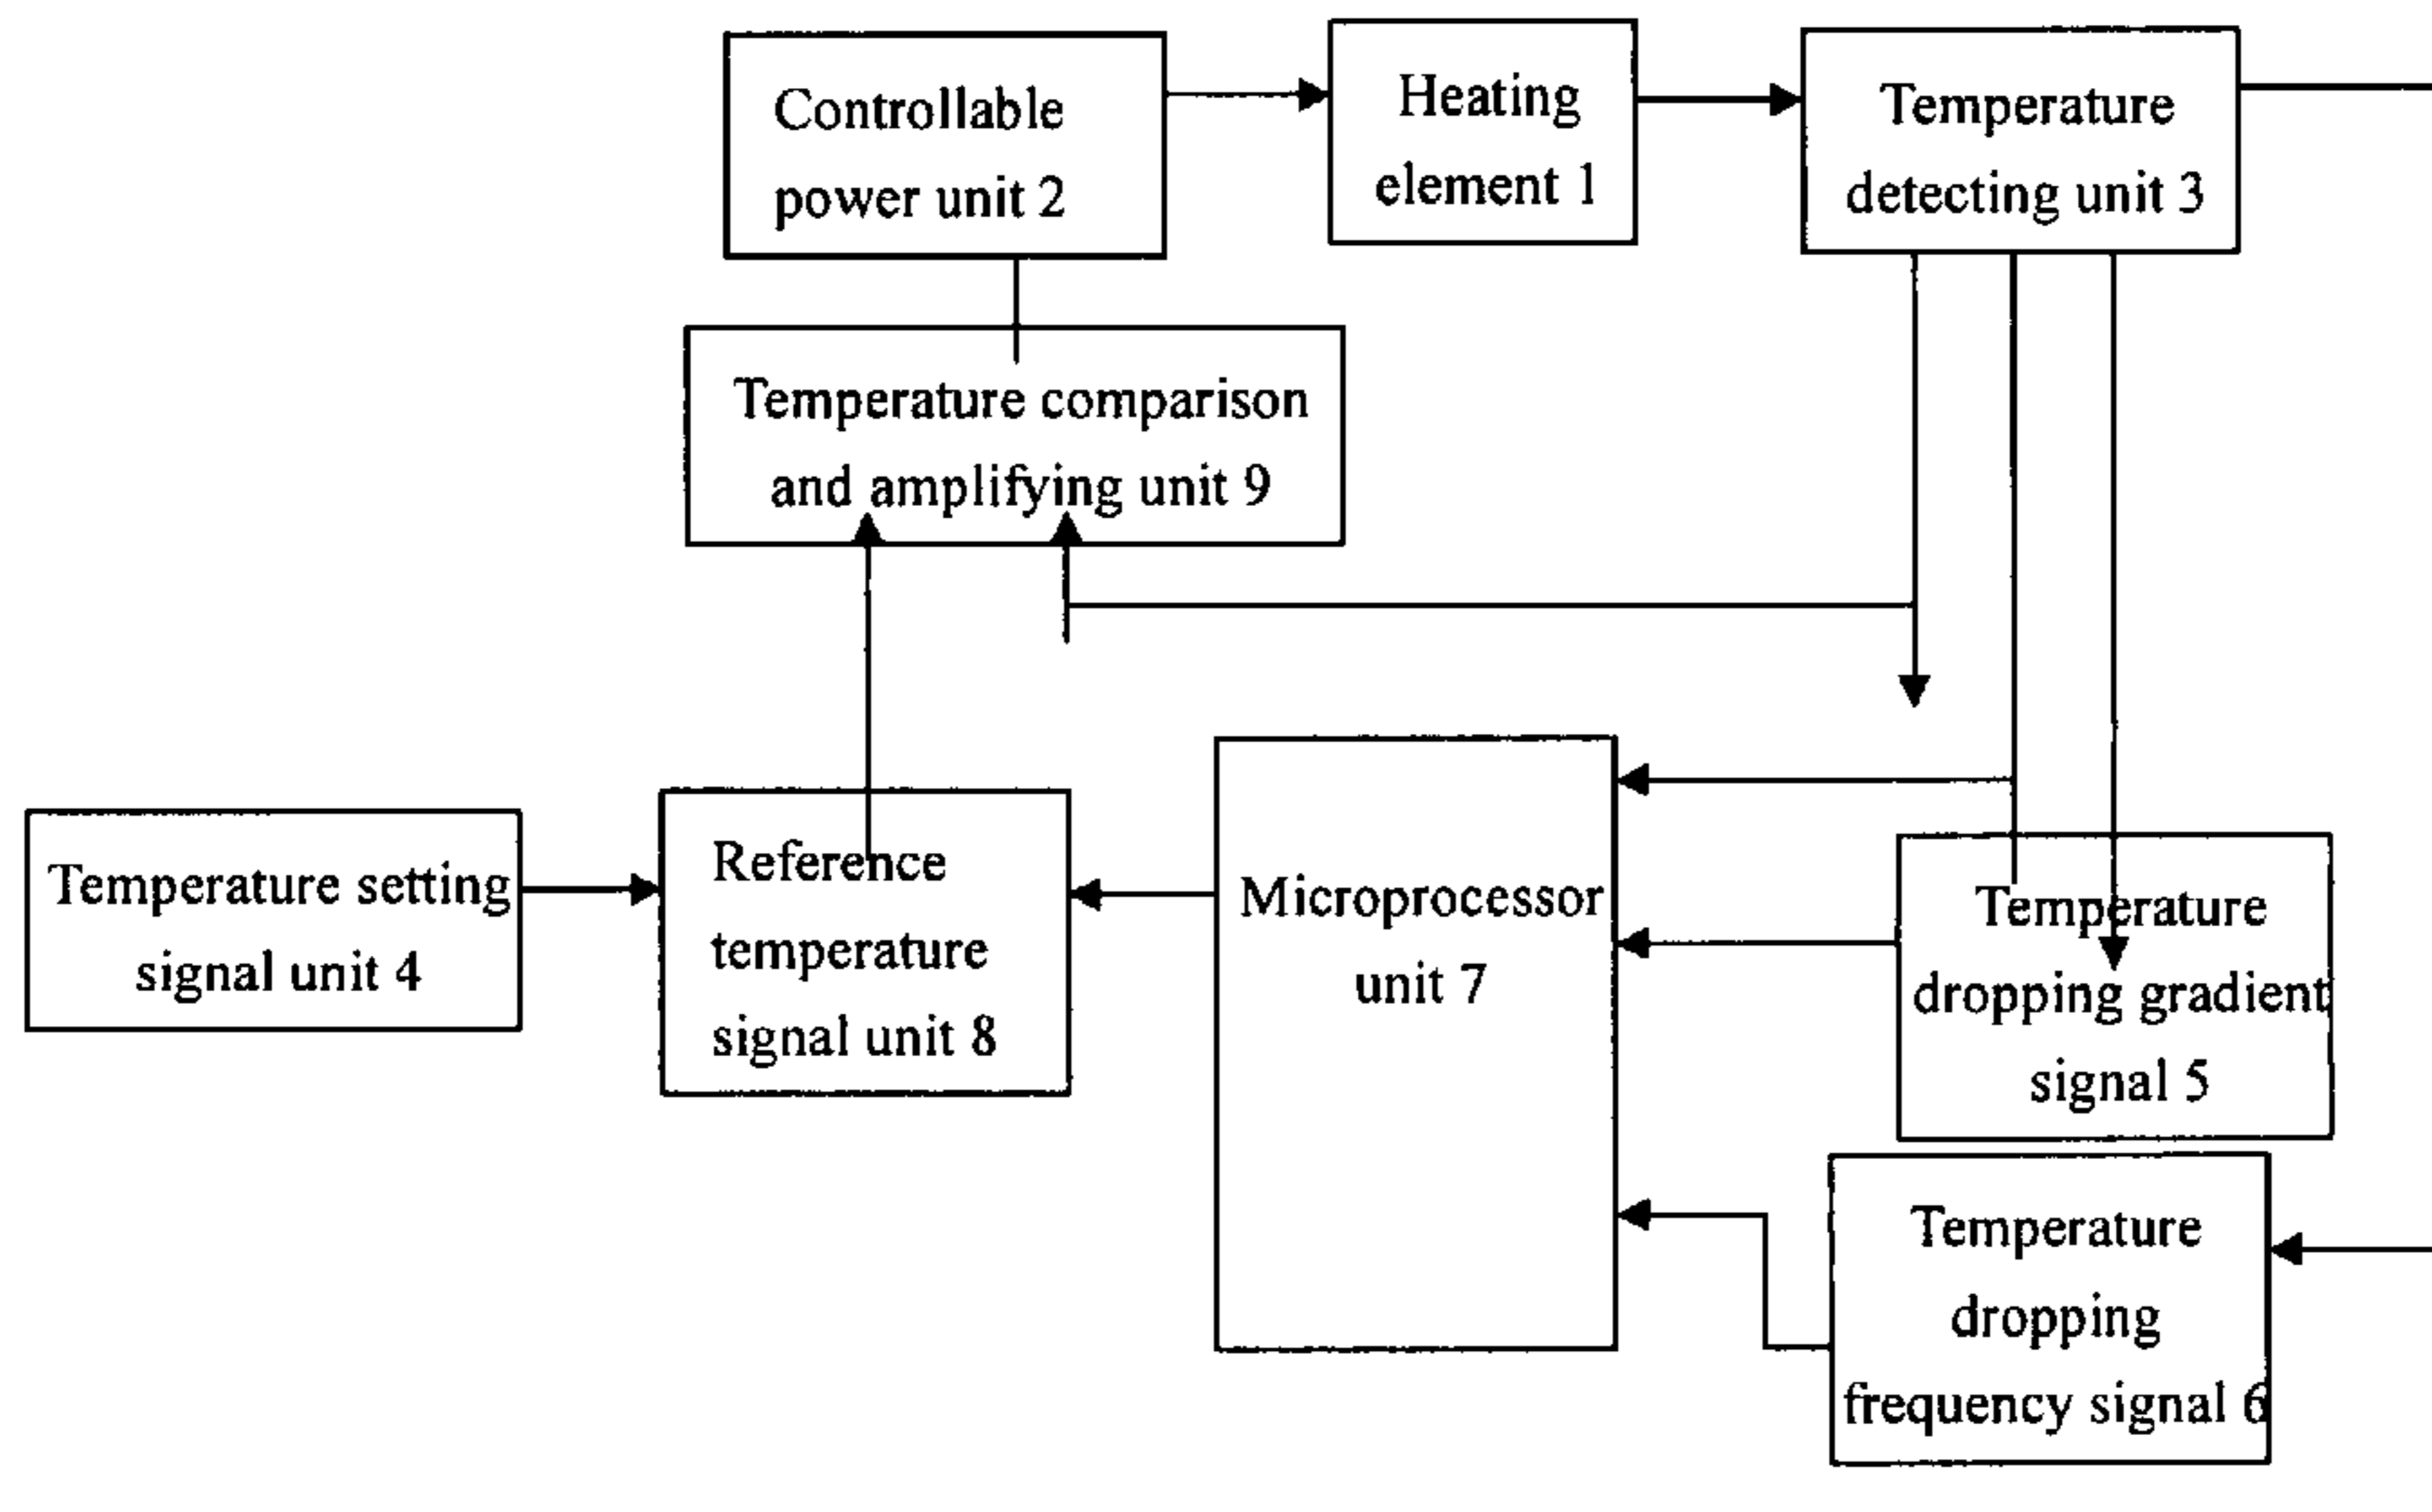 Controllable
power unit 2
Heating
element 1
Temperature
detecting unit 3
Temperature comparison
and amplifying unit 9
Temperature setting
signal unit 4
Reference
temperature
signal unit 8
Microprocessor
unit 7
Temperature
dropping gradient
signal 5
Temperature
dropping
frequency signal 6